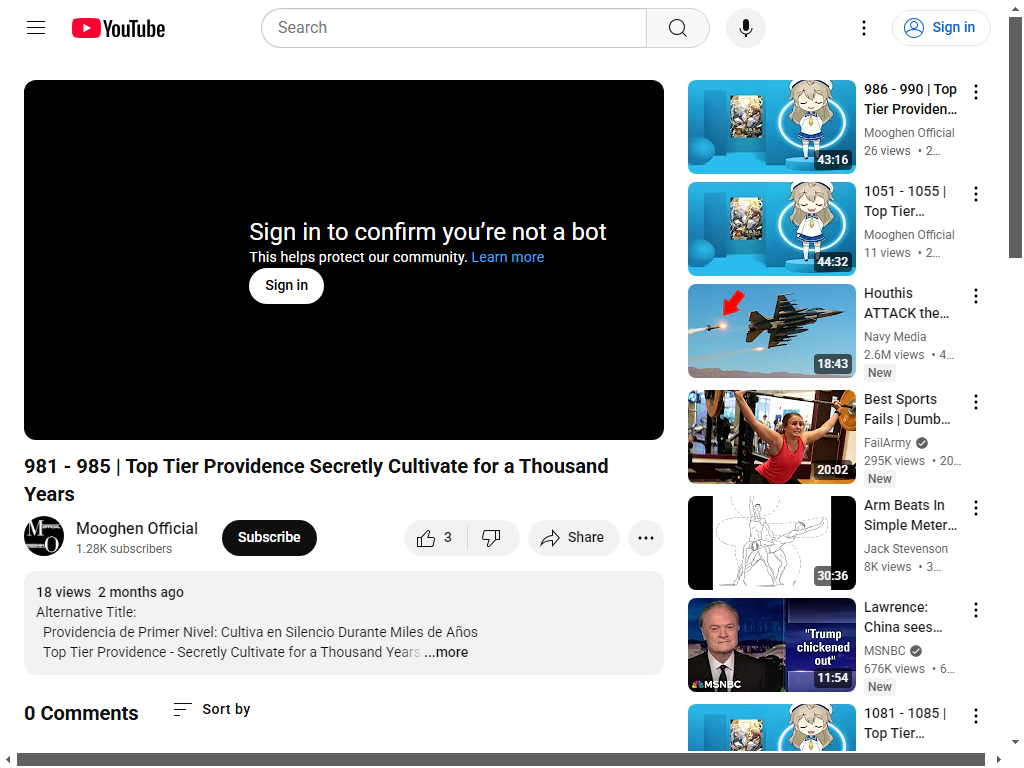 YouTube
Search
Sign in
Sign in to confirm you're not a bot
This helps protect our community. Learn more
Sign in
981 - 985 | Top Tier Providence Secretly Cultivate for a Thousand
Years
Mooghen Official
1.28K subscribers
Subscribe
3
Share
18 views 2 months ago
Alternative Title:
Providencia de Primer Nivel: Cultiva en Silencio Durante Miles de Años
Top Tier Providence - Secretly Cultivate for a Thousand Years ...more
0 Comments
Sort by
43:16
986 - 990 | Top
Tier Providen...
Mooghen Official
26 views • 2...
44:32
1051 - 1055 |
Top Tier...
Mooghen Official
11 views • 2...
18:43
Houthis
ATTACK the...
Navy Media
2.6M views • 4...
New
20:02
Best Sports
Fails | Dumb...
FailArmy
295K views • 20...
New
30:36
Arm Beats In
Simple Meter...
Jack Stevenson
8K views • 3...
"Trump
chickened
out"
MSNBC
11:54
Lawrence:
China sees...
MSNBC
676K views • 6...
New
1081 - 1085 |
Top Tier...